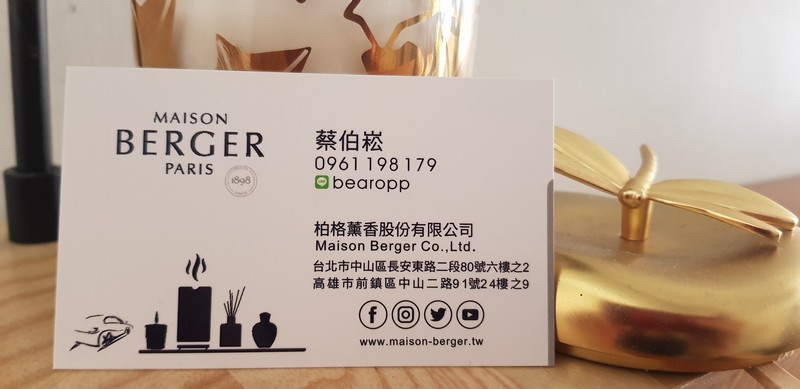 MAISON
BERGER
PARIS
1898
蔡伯崧
0961 198 179
bearopp
柏格薰香股份有限公司
Maison Berger Co.,Ltd.
台北市中山區長安東路二段80號六樓之2
高雄市前鎮區中山二路91號24樓之9
www.maison-berger.tw